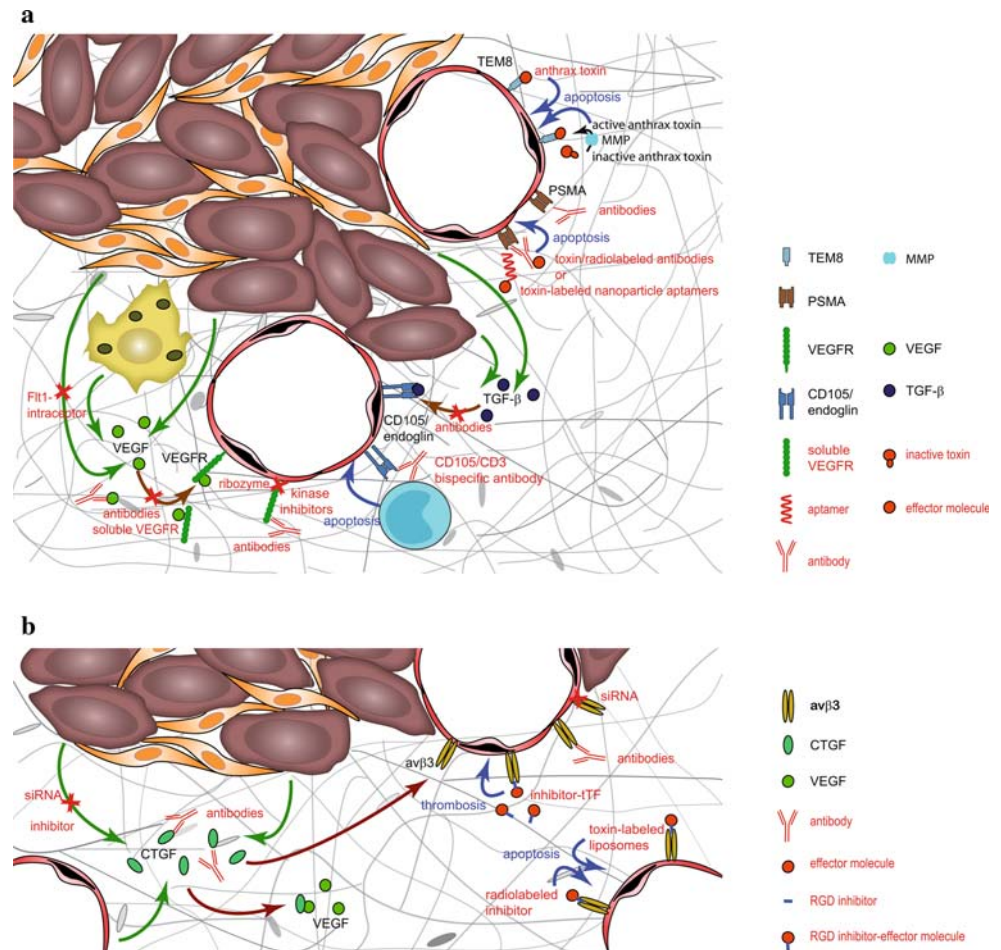 a
TEM8
anthrax toxin
apoptosis
active anthrax toxin
MMP
inactive anthrax toxin
PSMA
antibodies
apoptosis
toxin/radiolabeled antibodies
or
toxin-labeled nanoparticle aptamers
Flt1-
intraceptor
VEGF
VEGFR
antibodies
soluble VEGFR
ribozyme
kinase
inhibitors
antibodies
CD105/
endoglin
TGF-β
antibodies
CD105/CD3
bispecific antibody
apoptosis
TEM8
MMP
PSMA
VEGFR
VEGF
CD105/
endoglin
TGF-β
soluble
VEGFR
inactive toxin
aptamer
effector molecule
antibody
b
siRNA
inhibitor
antibodies
CTGF
VEGF
avβ3
siRNA
antibodies
inhibitor-tTF
thrombosis
toxin-labeled
liposomes
apoptosis
radiolabeled
inhibitor
avβ3
CTGF
VEGF
antibody
effector molecule
RGD inhibitor
RGD inhibitor-effector molecule